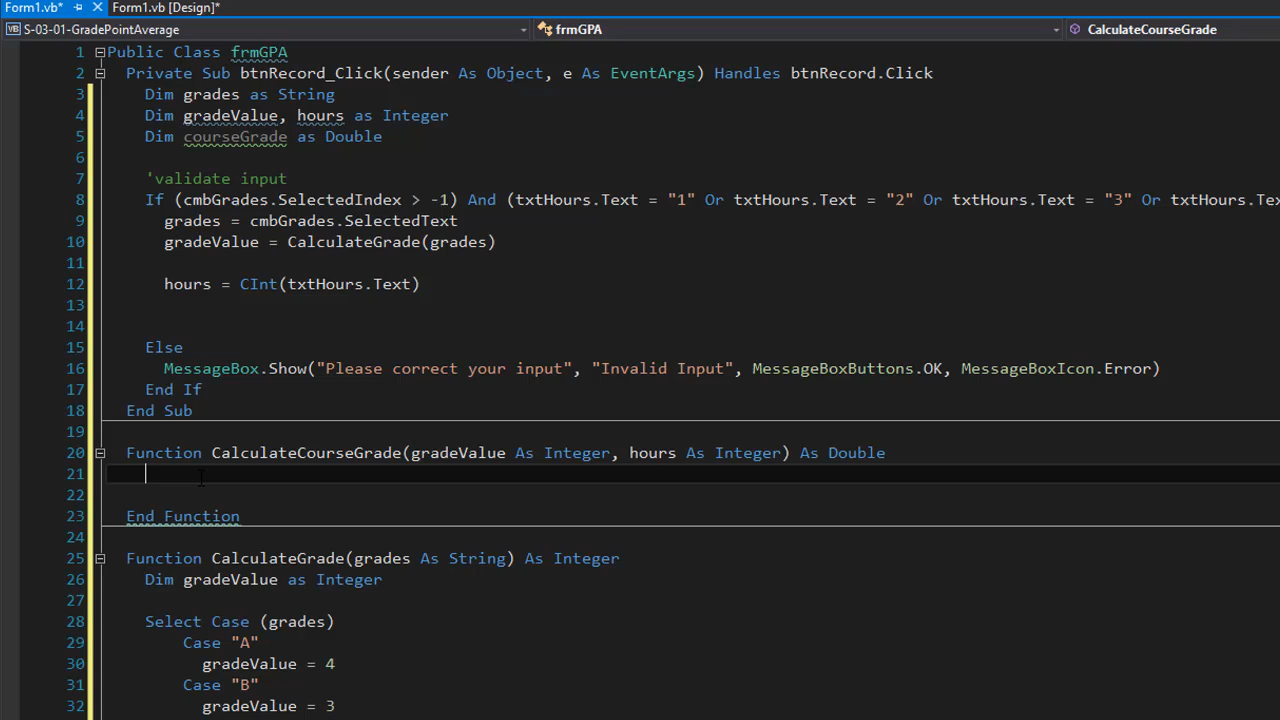 Form1.vb* Form1.vb [Design]*
VB S-03-01-GradePointAverage frmGPA CalculateCourseGrade
1 Public Class frmGPA
2 Private Sub btnRecord_Click(sender As Object, e As EventArgs) Handles btnRecord.Click
3 Dim grades as String
4 Dim gradeValue, hours as Integer
5 Dim courseGrade as Double
6
7 'validate input
8 If (cmbGrades.SelectedIndex > -1) And (txtHours.Text = "1" Or txtHours.Text = "2" Or txtHours.Text = "3" Or txtHours.Tex
9 grades = cmbGrades.SelectedText
10 gradeValue = CalculateGrade(grades)
11
12 hours = CInt(txtHours.Text)
13
14
15 Else
16 MessageBox.Show("Please correct your input", "Invalid Input", MessageBoxButtons.OK, MessageBoxIcon.Error)
17 End If
18 End Sub
19
20 Function CalculateCourseGrade(gradeValue As Integer, hours As Integer) As Double
21
22
23 End Function
24
25 Function CalculateGrade(grades As String) As Integer
26 Dim gradeValue as Integer
27
28 Select Case (grades)
29 Case "A"
30 gradeValue = 4
31 Case "B"
32 gradeValue = 3